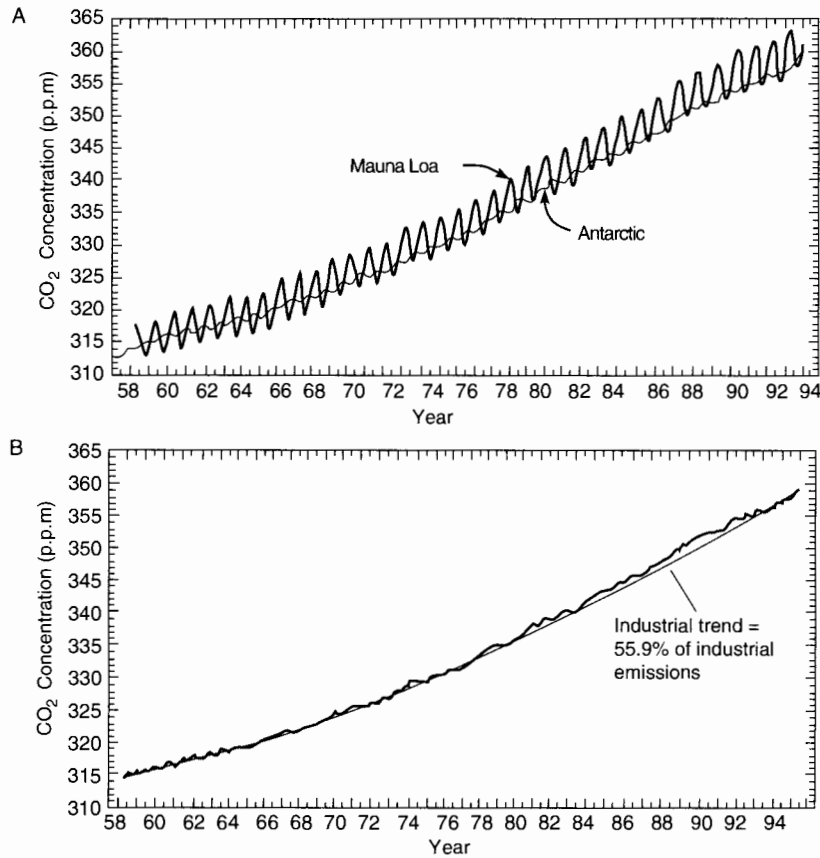 A
CO2 Concentration (p.p.m)
365
360
355
350
345
340
335
330
325
320
315
310
Mauna Loa
Antarctic
58 60 62 64 66 68 70 72 74 76 78 80 82 84 86 88 90 92 94
Year
B
CO2 Concentration (p.p.m)
365
360
355
350
345
340
335
330
325
320
315
310
Industrial trend =
55.9% of industrial
emissions
58 60 62 64 66 68 70 72 74 76 78 80 82 84 86 88 90 92 94
Year